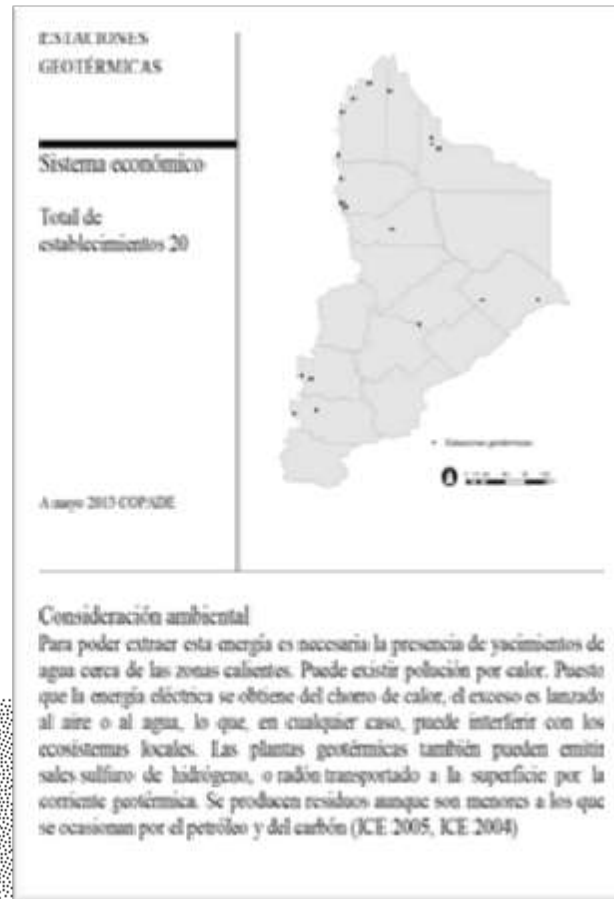 ESTACIONES
GEOTÉRMICAS
Sistema económico
Total de
establecimientos 20
Estaciones geotérmicas
A mayo 2013 COPADE
Consideración ambiental
Para poder extraer esta energía es necesaria la presencia de yacimientos de
agua cerca de las zonas calientes. Puede existir polución por calor. Puesto
que la energía eléctrica se obtiene del chorro de calor, el exceso es lanzado
al aire o al agua, lo que, en cualquier caso, puede interferir con los
ecosistemas locales. Las plantas geotérmicas también pueden emitir
sales sulfuro de hidrógeno, o radón transportado a la superficie por la
corriente geotérmica. Se producen residuos aunque son menores a los que
se ocasionan por el petróleo y del carbón (ICE 2005, ICE 2004)